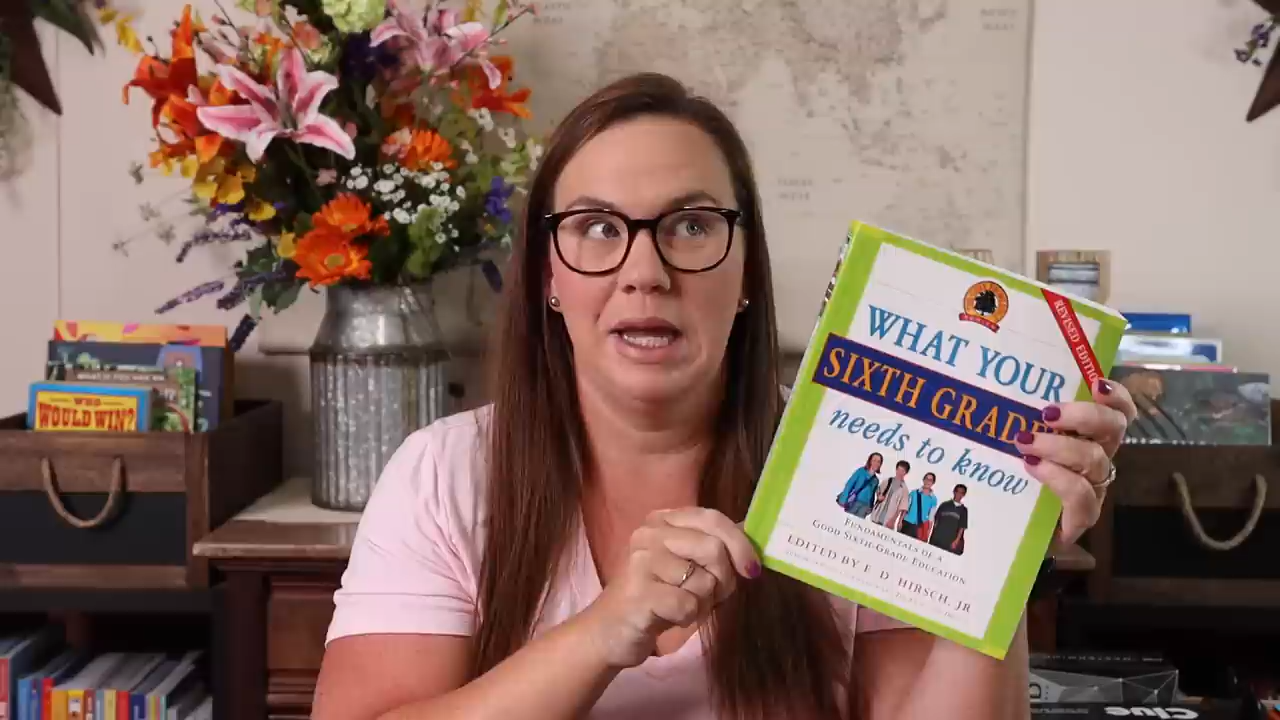 WHO
WOULD WIN?
REVISED EDITION
WHAT YOUR
SIXTH GRADER
needs to know
FUNDAMENTALS OF A
GOOD SIXTH-GRADE EDUCATION
EDITED BY E. D. HIRSCH, JR
Clue